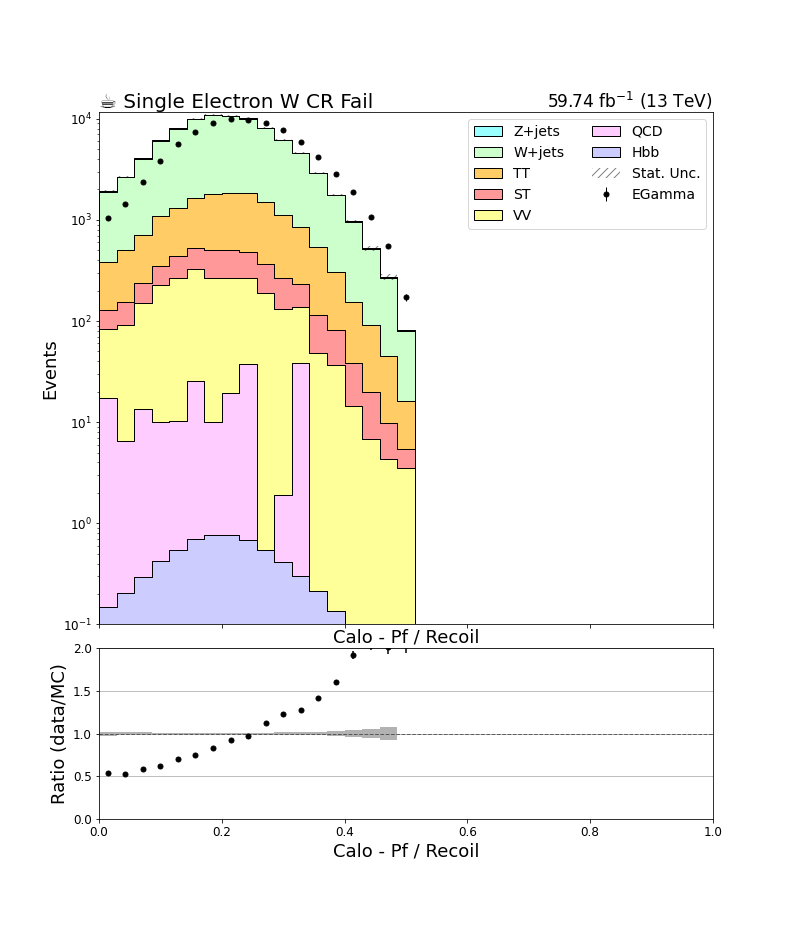 ☕ Single Electron W CR Fail 59.74 fb⁻¹ (13 TeV)
Z+jets QCD
W+jets Hbb
TT Stat. Unc.
ST EGamma
VV
10⁴
10³
10²
10¹
10⁰
10⁻¹
Events
Calo - Pf / Recoil
2.0
1.5
1.0
0.5
0.0
Ratio (data/MC)
0.0 0.2 0.4 0.6 0.8 1.0
Calo - Pf / Recoil